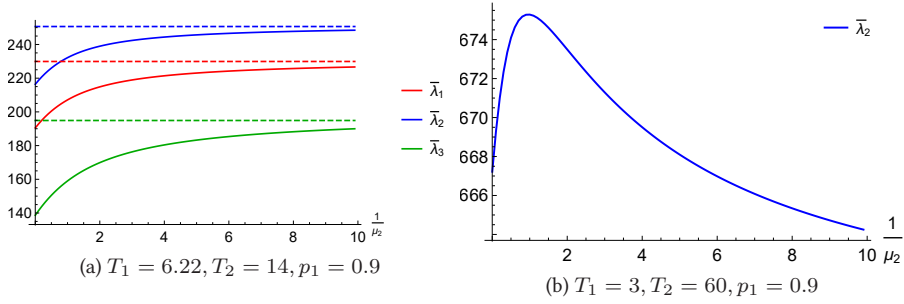 240
220
200
180
160
140
2 4 6 8 10
1/μ₂
λ̄₁
λ̄₂
λ̄₃
(a) T₁ = 6.22, T₂ = 14, p₁ = 0.9
674
672
670
668
666
2 4 6 8 10
1/μ₂
λ̄₂
(b) T₁ = 3, T₂ = 60, p₁ = 0.9